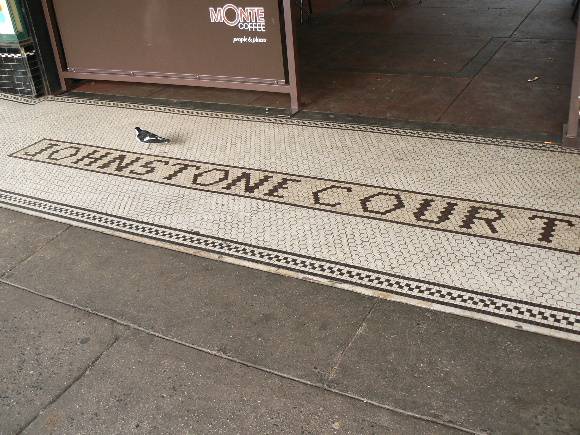 MONTE
COFFEE
people & places
JOHNSTONE COURT